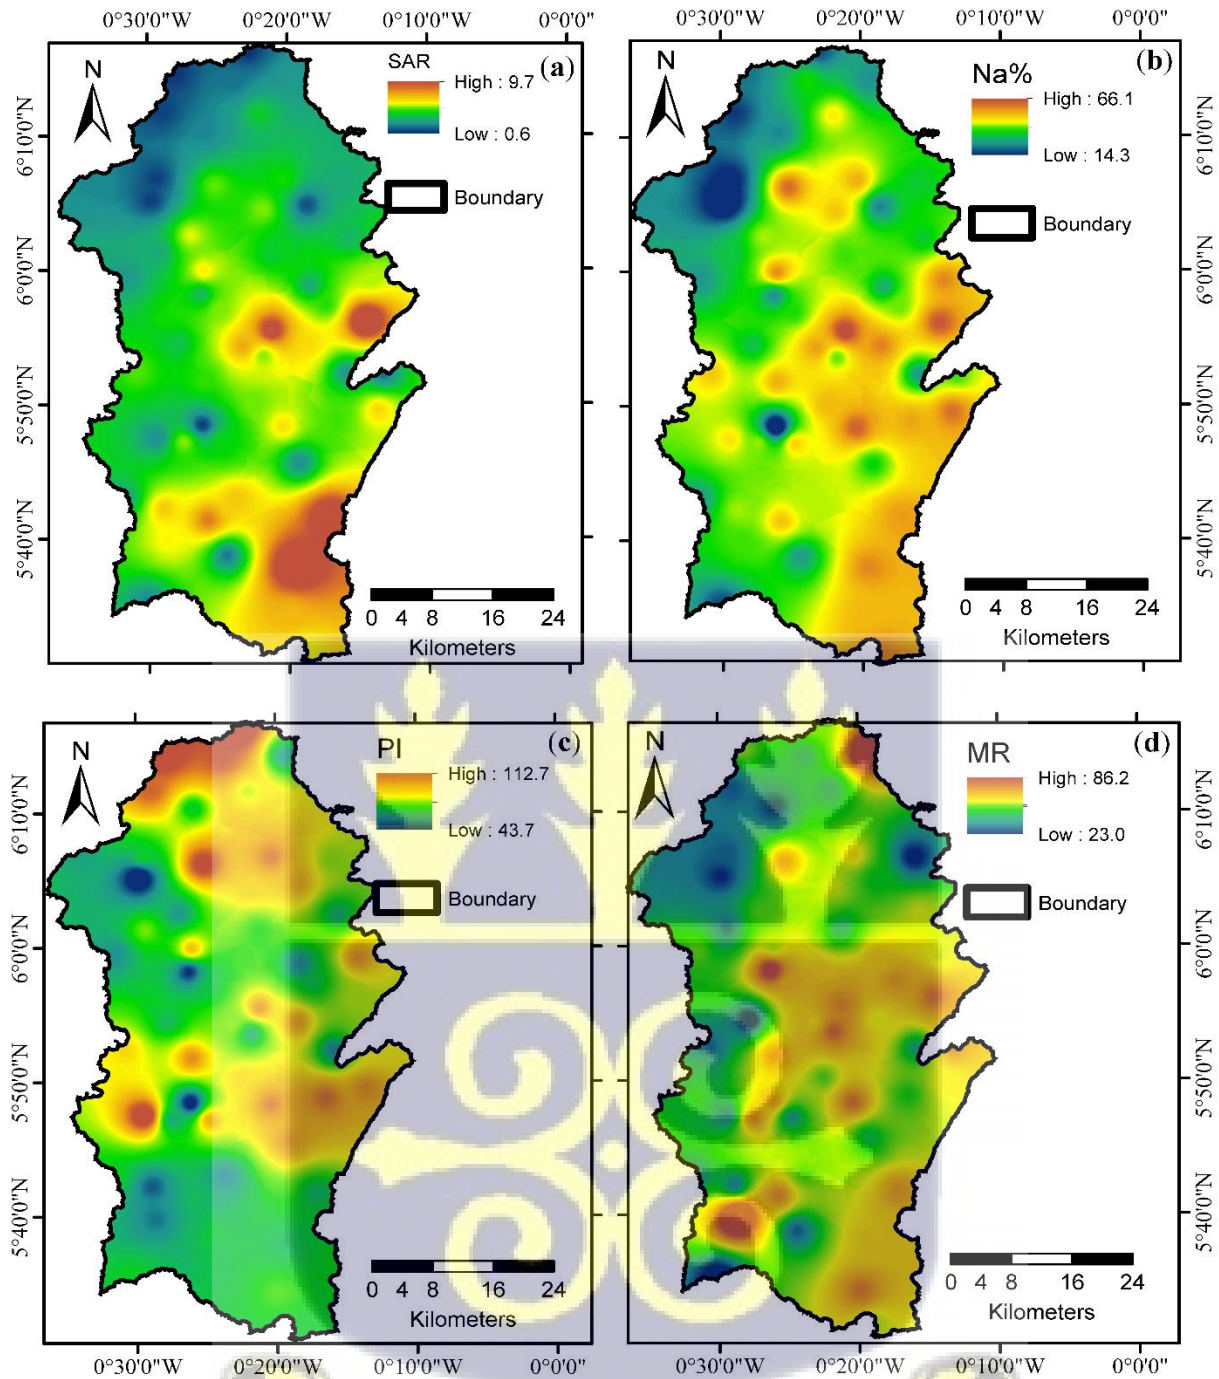 0°30'0"W 0°20'0"W 0°10'0"W 0°0'0" 0°30'0"W 0°20'0"W 0°10'0"W 0°0'0"
N
SAR
High : 9.7
Low : 0.6
Boundary
(a)
6°10'0"N
6°0'0"N
5°50'0"N
5°40'0"N
0 4 8 16 24
Kilometers
N
Na%
High : 66.1
Low : 14.3
Boundary
(b)
6°10'0"N
6°0'0"N
5°50'0"N
5°40'0"N
0 4 8 16 24
Kilometers
N
PI
High : 112.7
Low : 43.7
Boundary
(c)
6°10'0"N
6°0'0"N
5°50'0"N
5°40'0"N
0 4 8 16 24
Kilometers
N
MR
High : 86.2
Low : 23.0
Boundary
(d)
6°10'0"N
6°0'0"N
5°50'0"N
5°40'0"N
0 4 8 16 24
Kilometers
0°30'0"W 0°20'0"W 0°10'0"W 0°0'0" 0°30'0"W 0°20'0"W 0°10'0"W 0°0'0"